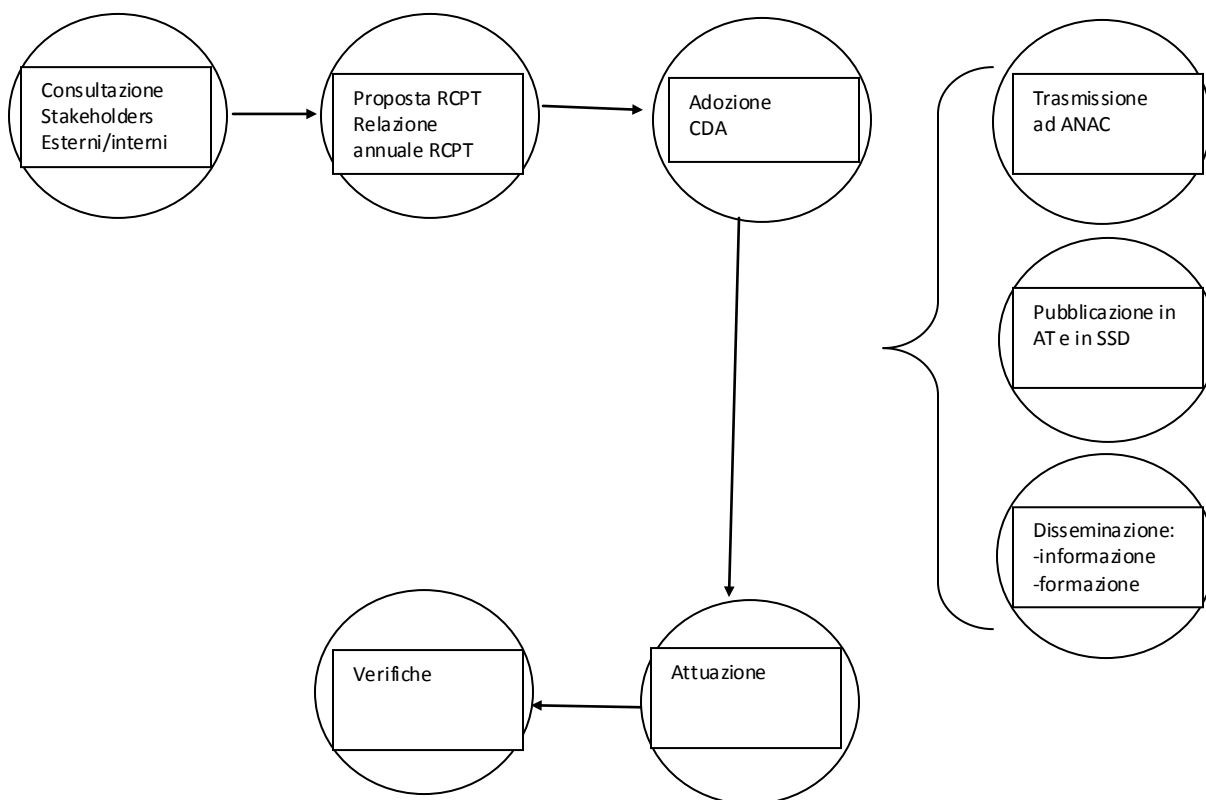 Consultazione
Stakeholders
Esterni/interni
Proposta RCPT
Relazione
annuale RCPT
Adozione
CDA
Trasmissione
ad ANAC
Pubblicazione in
AT e in SSD
Disseminazione:
-informazione
-formazione
Verifiche
Attuazione